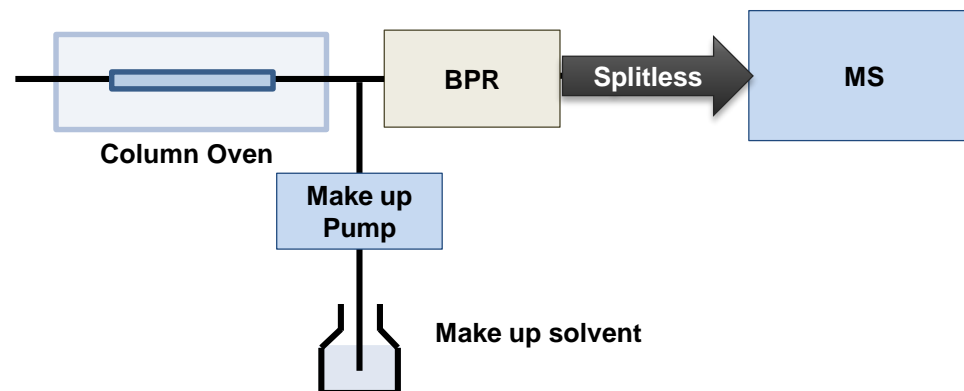 BPR
Splitless
MS
Column Oven
Make up
Pump
Make up solvent